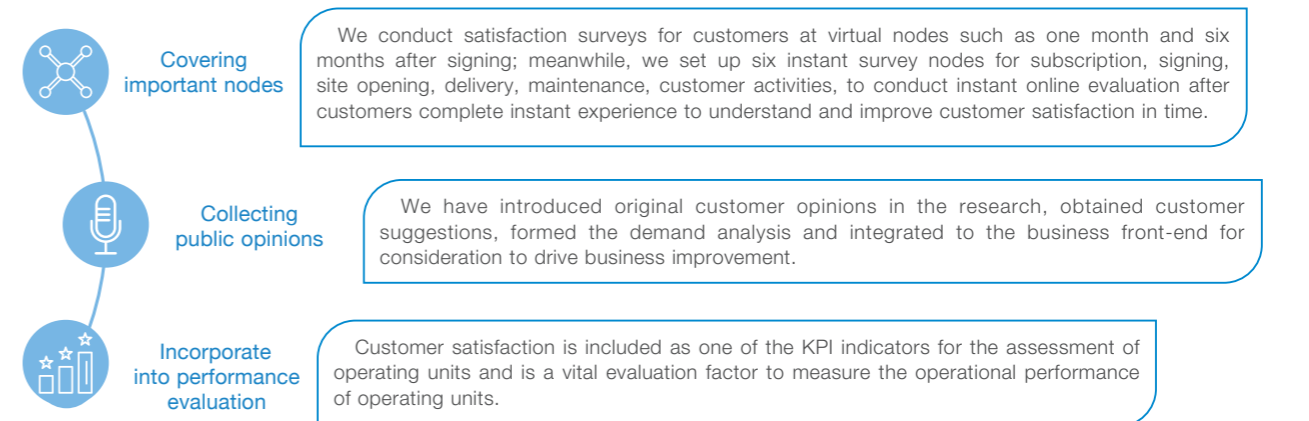 Covering
important nodes
We conduct satisfaction surveys for customers at virtual nodes such as one month and six
months after signing; meanwhile, we set up six instant survey nodes for subscription, signing,
site opening, delivery, maintenance, customer activities, to conduct instant online evaluation after
customers complete instant experience to understand and improve customer satisfaction in time.
Collecting
public opinions
We have introduced original customer opinions in the research, obtained customer
suggestions, formed the demand analysis and integrated to the business front-end for
consideration to drive business improvement.
Incorporate
into performance
evaluation
Customer satisfaction is included as one of the KPI indicators for the assessment of
operating units and is a vital evaluation factor to measure the operational performance
of operating units.